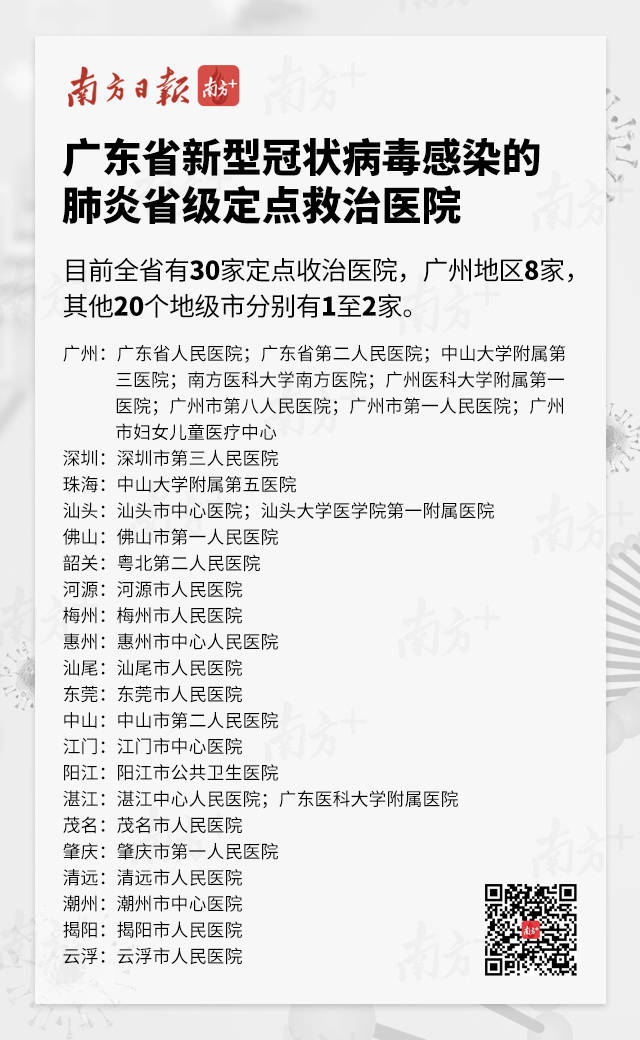 南方日报 南方+
广东省新型冠状病毒感染的
肺炎省级定点救治医院
目前全省有30家定点收治医院，广州地区8家，
其他20个地级市分别有1至2家。
广州：广东省人民医院；广东省第二人民医院；中山大学附属第
三医院；南方医科大学南方医院；广州医科大学附属第一
医院；广州市第八人民医院；广州市第一人民医院；广州
市妇女儿童医疗中心
深圳：深圳市第三人民医院
珠海：中山大学附属第五医院
汕头：汕头市中心医院；汕头大学医学院第一附属医院
佛山：佛山市第一人民医院
韶关：粤北第二人民医院
河源：河源市人民医院
梅州：梅州市人民医院
惠州：惠州市中心人民医院
汕尾：汕尾市人民医院
东莞：东莞市人民医院
中山：中山市第二人民医院
江门：江门市中心医院
阳江：阳江市公共卫生医院
湛江：湛江中心人民医院；广东医科大学附属医院
茂名：茂名市人民医院
肇庆：肇庆市第一人民医院
清远：清远市人民医院
潮州：潮州市中心医院
揭阳：揭阳市人民医院
云浮：云浮市人民医院
南方+